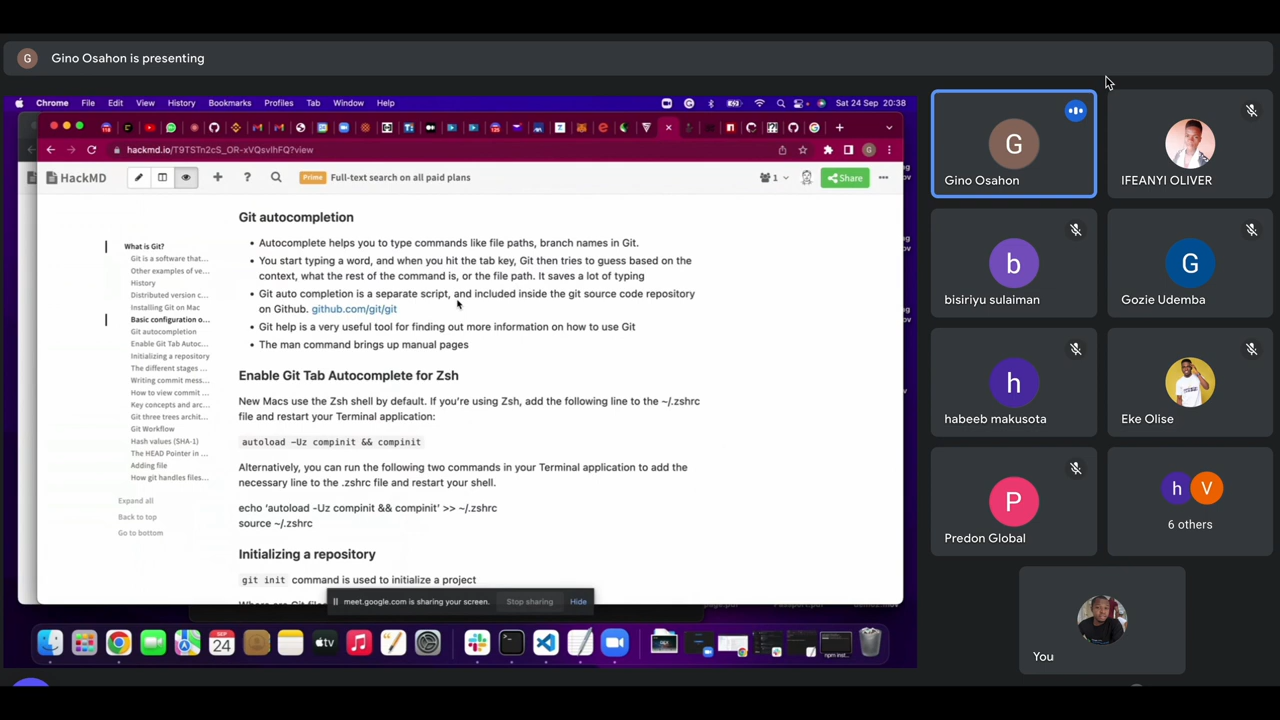 G Gino Osahon is presenting
Chrome File Edit View History Bookmarks Profiles Tab Window Help Sat 24 Sep 20:38
hackmd.io/T9TSTn2cS_OR-xVQsvlhFQ?view
HackMD
Prime Full-text search on all paid plans
1
Share
What is Git?
Git is a software that...
Other examples of ve...
History
Distributed version c...
Installing Git on Mac
Basic configuration o...
Git autocompletion
Enable Git Tab Autoc...
Initializing a repository
The different stages ...
Writing commit mess...
How to view commit ...
Key concepts and arc...
Git three trees archit...
Git Workflow
Hash values (SHA-1)
The HEAD Pointer in ...
Adding file
How git handles files...
Expand all
Back to top
Go to bottom
Git autocompletion
• Autocomplete helps you to type commands like file paths, branch names in Git.
• You start typing a word, and when you hit the tab key, Git then tries to guess based on the
context, what the rest of the command is, or the file path. It saves a lot of typing
• Git auto completion is a separate script, and included inside the git source code repository
on Github. github.com/git/git
• Git help is a very useful tool for finding out more information on how to use Git
• The man command brings up manual pages
Enable Git Tab Autocomplete for Zsh
New Macs use the Zsh shell by default. If you're using Zsh, add the following line to the ~/.zshrc
file and restart your Terminal application:
autoload -Uz compinit && compinit
Alternatively, you can run the following two commands in your Terminal application to add the
necessary line to the .zshrc file and restart your shell.
echo 'autoload -Uz compinit && compinit' >> ~/.zshrc
source ~/.zshrc
Initializing a repository
git init command is used to initialize a project
meet.google.com is sharing your screen. Stop sharing Hide
SEP
24
tv
G
Gino Osahon
IFEANYI OLIVER
b
bisiriyu sulaiman
G
Gozie Udemba
h
habeeb makusota
Eke Olise
P
Predon Global
h V
6 others
You